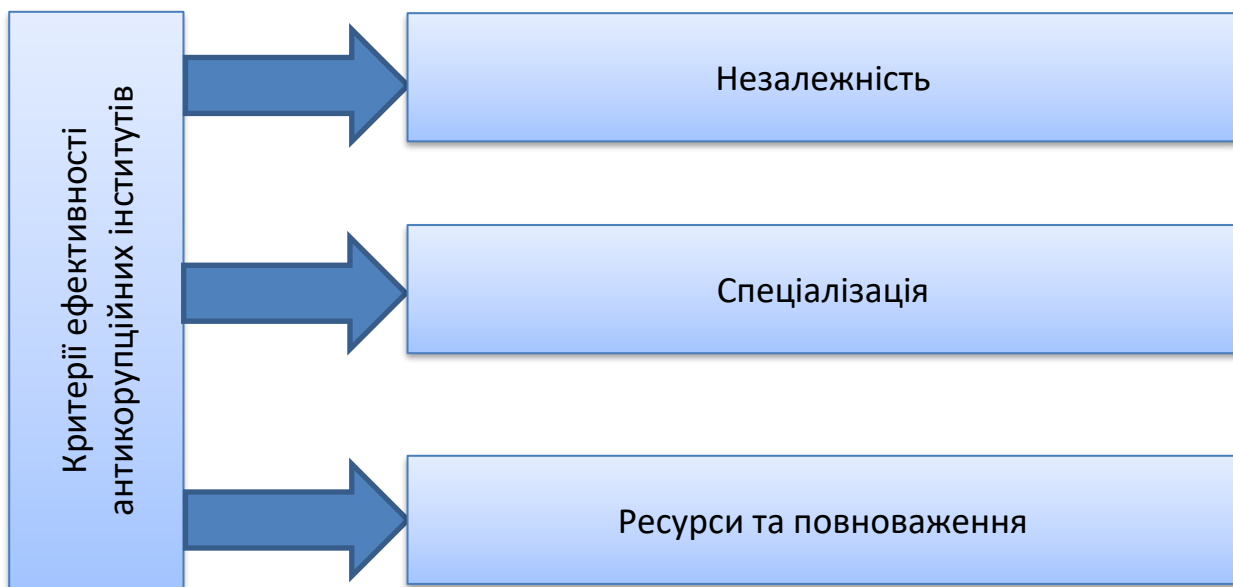 Критерії ефективності
антикорупційних інститутів
Незалежність
Спеціалізація
Ресурси та повноваження